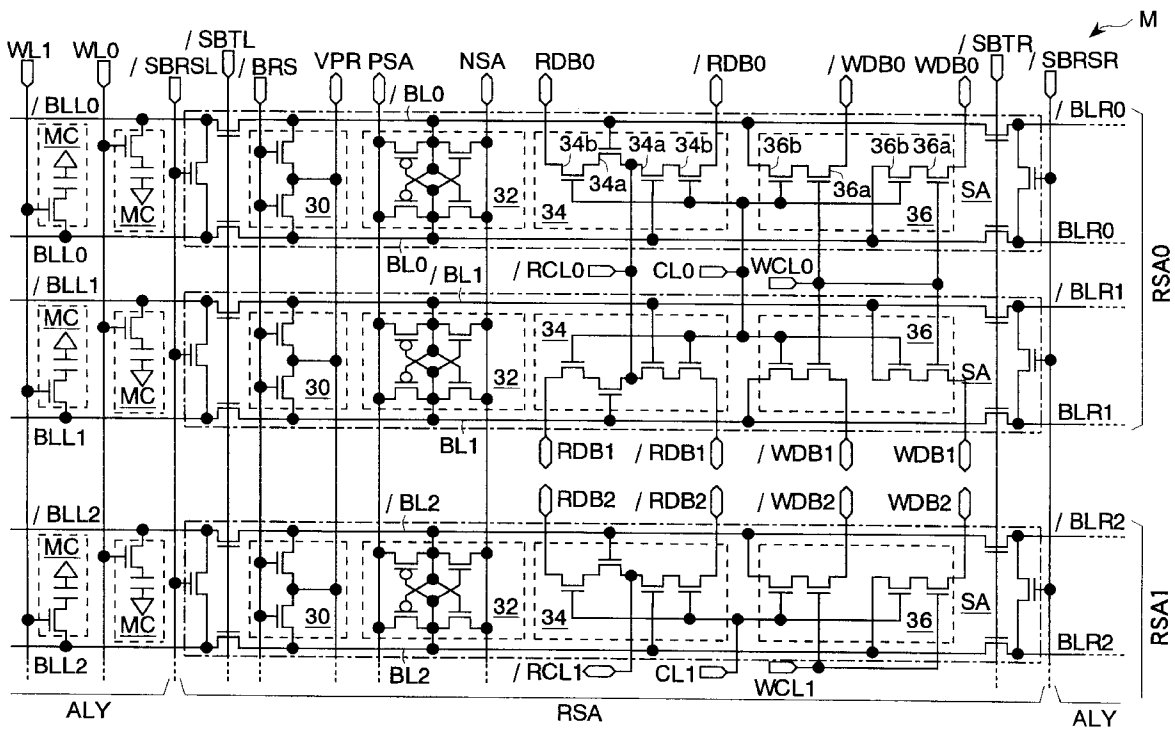 M
WL1 WL0 / SBRSL / SBTL / BRS VPR PSA NSA RDB0 / RDB0 / WDB0 WDB0 / SBTR / SBRSR
/ BLL0 / BL0 / BLR0
MC 34b 34a 34b 36b 36b 36a
34a 36a
MC 30 32 34 36 SA
BLL0 BL0 BLR0
/ RCL0 CL0 WCL0
RSA0
/ BLL1 / BL1 / BLR1
MC 34 36
MC 30 32 SA
BLL1 BL1 BLR1
RDB1 / RDB1 / WDB1 WDB1
RDB2 / RDB2 / WDB2 WDB2
/ BLL2 / BL2 / BLR2
MC
MC 30 32 34 36 SA
RSA1
BLL2 BL2 BLR2
/ RCL1 CL1 WCL1
ALY RSA ALY